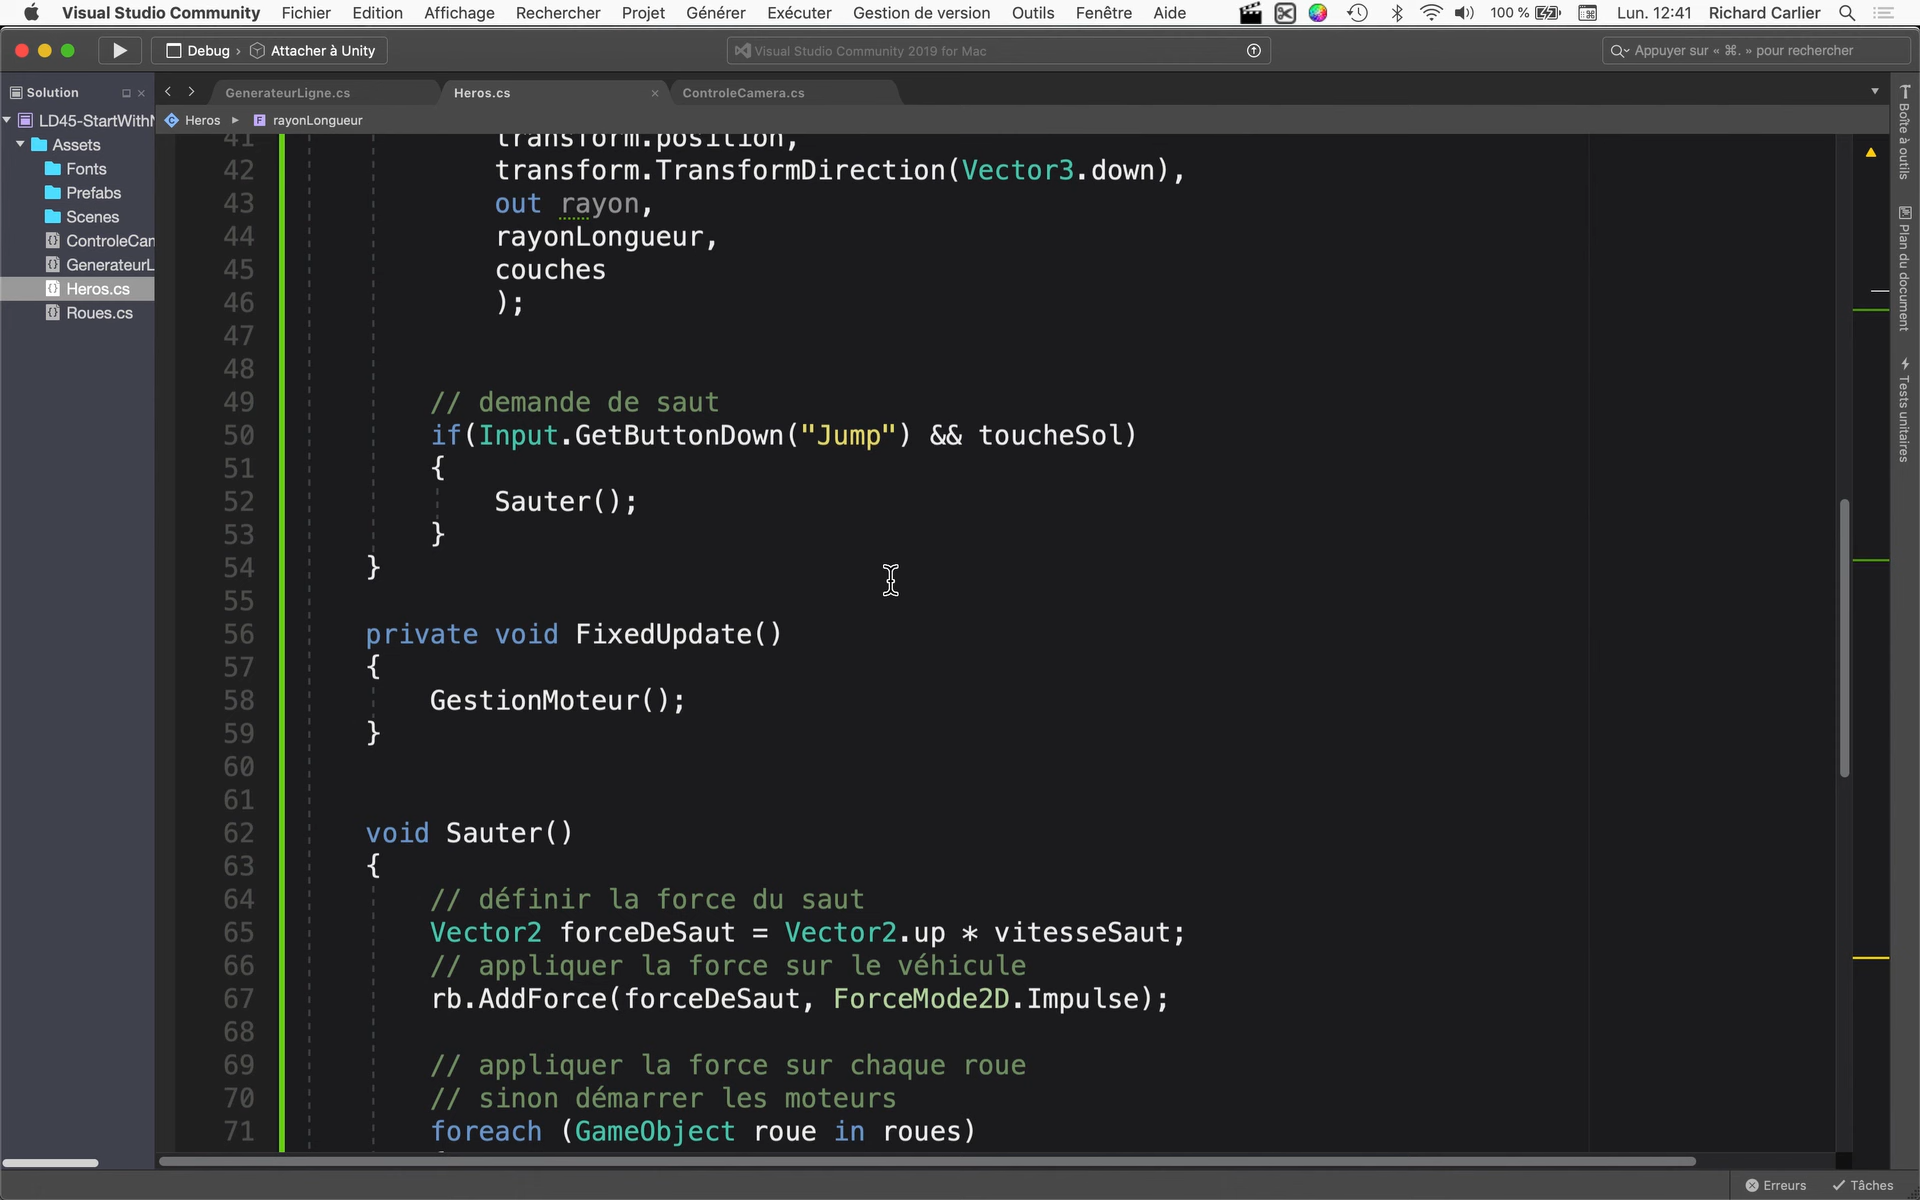 Visual Studio Community Fichier Edition Affichage Rechercher Projet Générer Exécuter Gestion de version Outils Fenêtre Aide 100 % Lun. 12:41 Richard Carlier
Debug › Attacher à Unity
Visual Studio Community 2019 for Mac
Appuyer sur « ⌘. » pour rechercher
Solution
LD45-StartWithN
Assets
Fonts
Prefabs
Scenes
ControleCan
GenerateurL
Heros.cs
Roues.cs
GenerateurLigne.cs Heros.cs ControleCamera.cs
Heros ▸ rayonLongueur
41 transform.position,
42 transform.TransformDirection(Vector3.down),
43 out rayon,
44 rayonLongueur,
45 couches
46 );
47
48
49 // demande de saut
50 if(Input.GetButtonDown("Jump") && toucheSol)
51 {
52 Sauter();
53 }
54 }
55
56 private void FixedUpdate()
57 {
58 GestionMoteur();
59 }
60
61
62 void Sauter()
63 {
64 // définir la force du saut
65 Vector2 forceDeSaut = Vector2.up * vitesseSaut;
66 // appliquer la force sur le véhicule
67 rb.AddForce(forceDeSaut, ForceMode2D.Impulse);
68
69 // appliquer la force sur chaque roue
70 // sinon démarrer les moteurs
71 foreach (GameObject roue in roues)
Boîte à outils
Plan du document
Tests unitaires
Erreurs Tâches